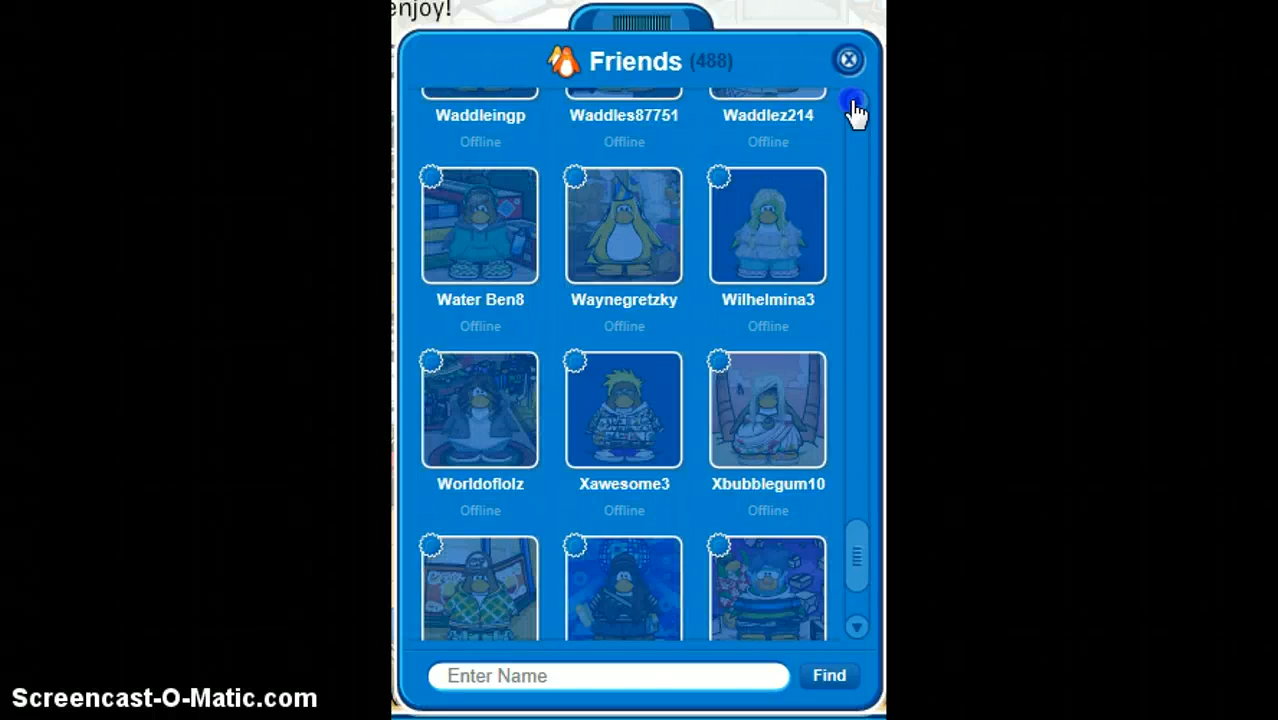 enjoy!
Friends (488)
Waddleingp Waddles87751 Waddlez214
Offline Offline Offline
Water Ben8 Waynegretzky Wilhelmina3
Offline Offline Offline
Worldoflolz Xawesome3 Xbubblegum10
Offline Offline Offline
Enter Name Find
Screencast-O-Matic.com